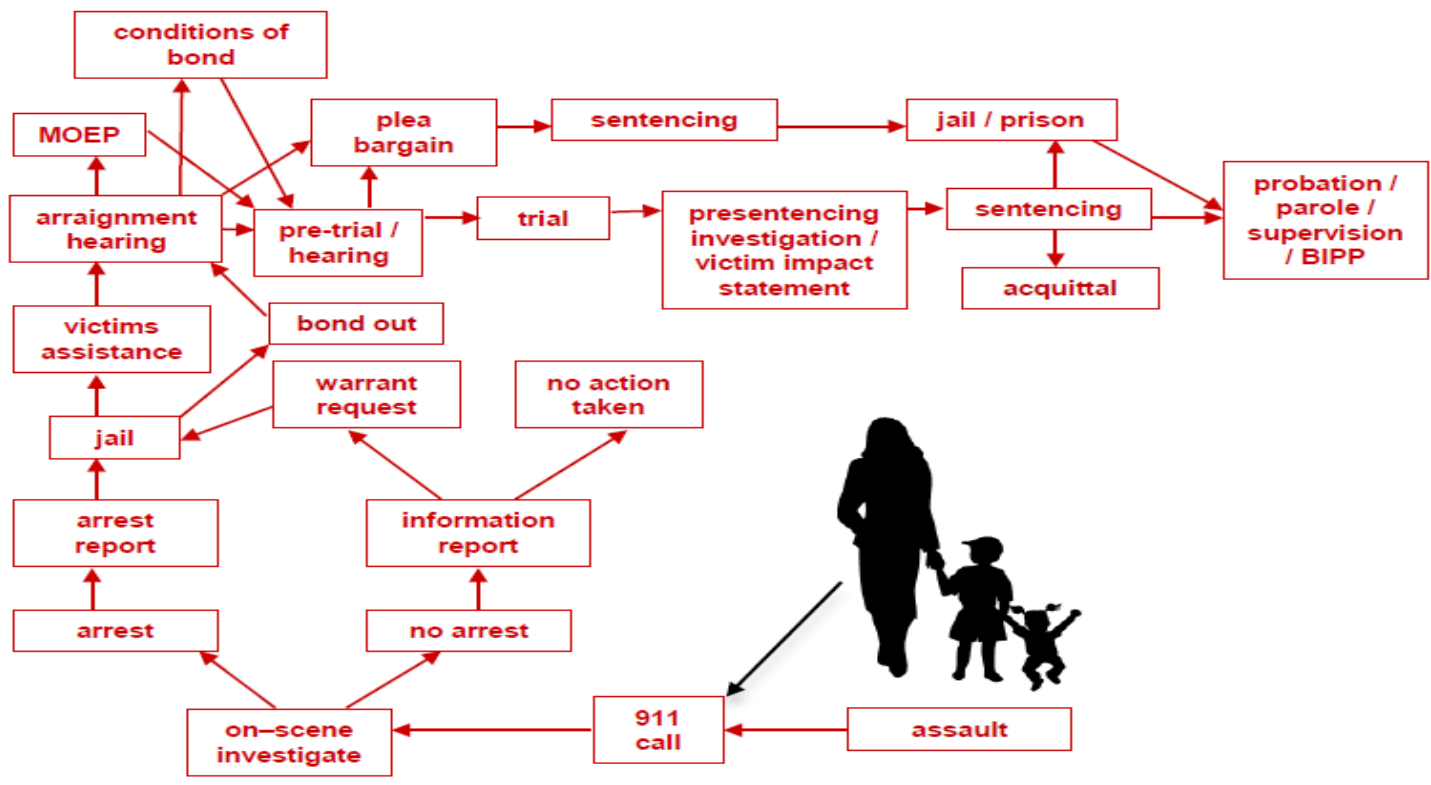 conditions of
bond
MOEP
plea
bargain
sentencing
jail / prison
arraignment
hearing
pre-trial /
hearing
trial
presentencing
investigation /
victim impact
statement
sentencing
probation /
parole /
supervision
/ BIPP
acquittal
victims
assistance
bond out
jail
warrant
request
no action
taken
arrest
report
information
report
arrest
no arrest
on–scene
investigate
911
call
assault